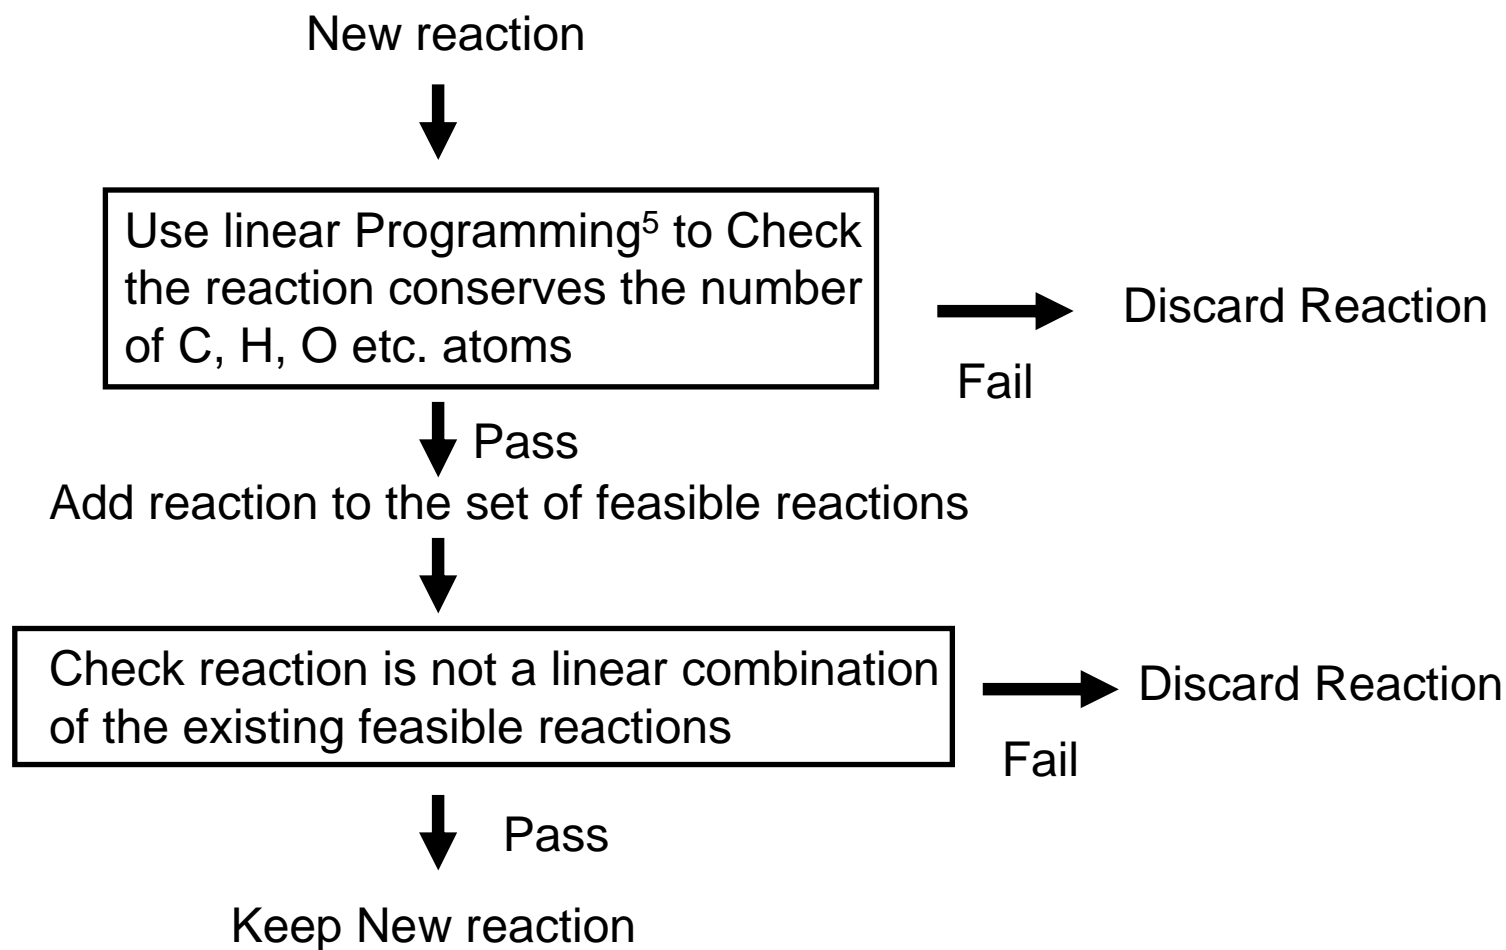 New reaction
Use linear Programming⁵ to Check
the reaction conserves the number
of C, H, O etc. atoms
Discard Reaction
Fail
Pass
Add reaction to the set of feasible reactions
Check reaction is not a linear combination
of the existing feasible reactions
Discard Reaction
Fail
Pass
Keep New reaction